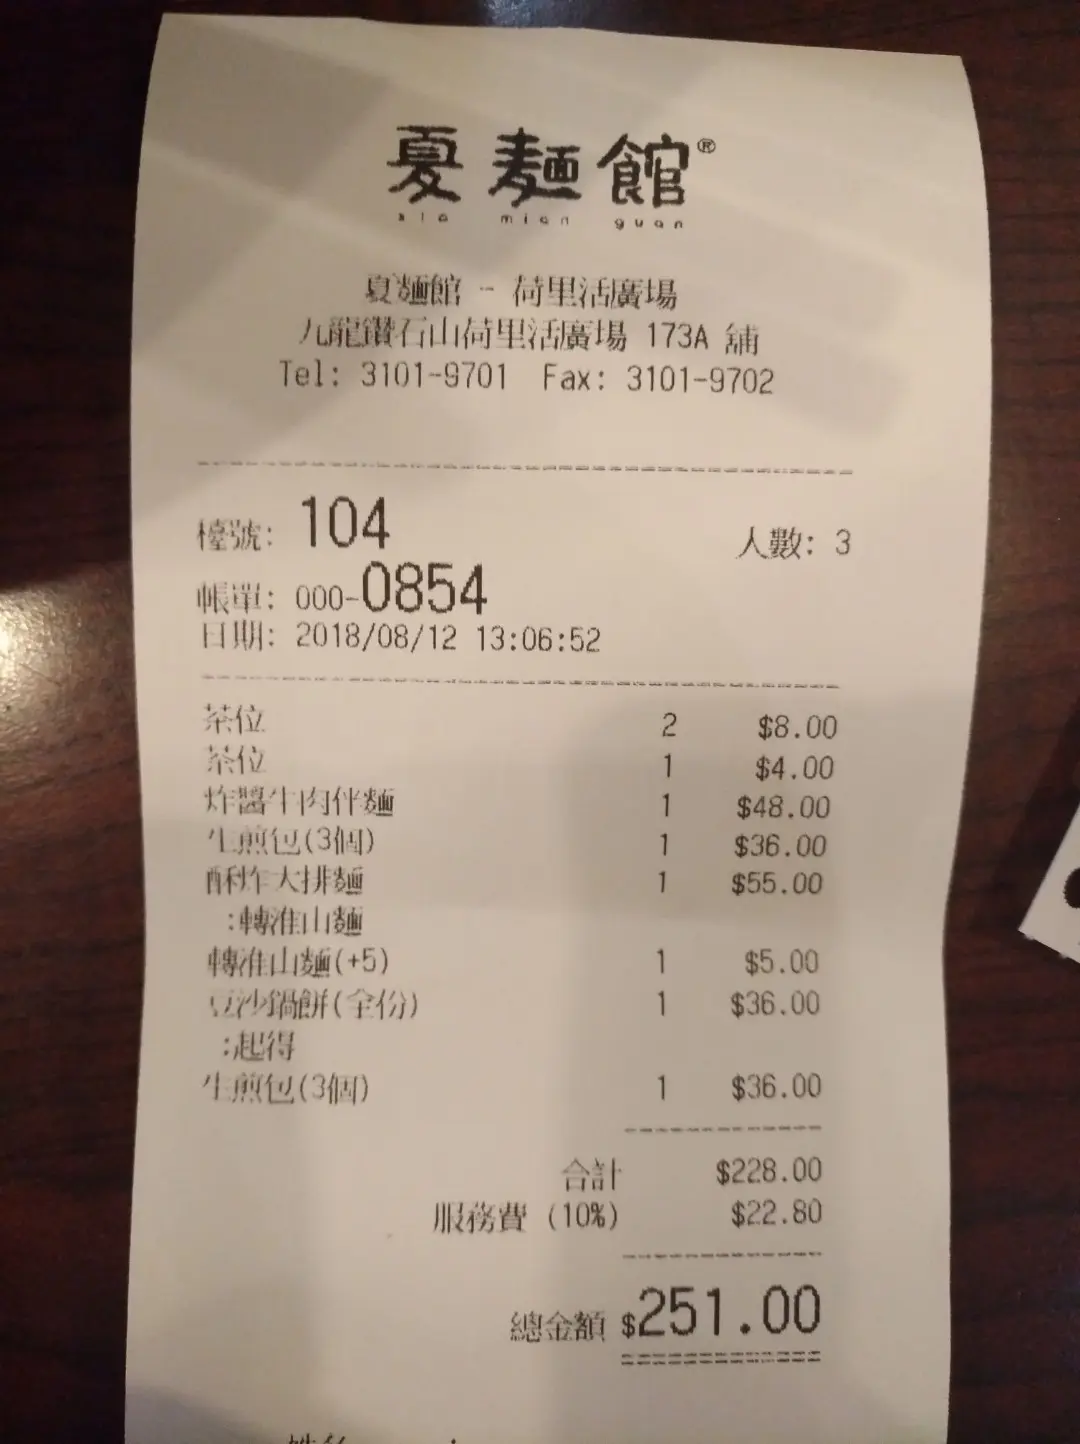 夏麵館®
xia mian guan
夏麵館 - 荷里活廣場
九龍鑽石山荷里活廣場 173A 舖
Tel: 3101-9701 Fax: 3101-9702
檯號: 104 人數: 3
帳單: 000-0854
日期: 2018/08/12 13:06:52
茶位 2 $8.00
茶位 1 $4.00
炸醬牛肉伴麵 1 $48.00
生煎包(3個) 1 $36.00
酥炸大排麵 1 $55.00
:轉淮山麵
轉淮山麵(+5) 1 $5.00
豆沙鍋餅(全份) 1 $36.00
:起得
生煎包(3個) 1 $36.00
合計 $228.00
服務費 (10%) $22.80
總金額 $251.00